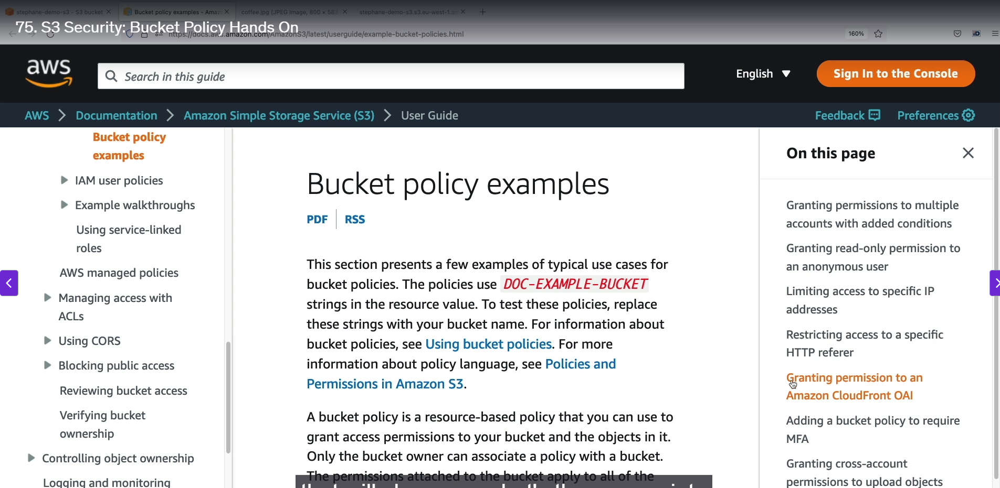 stephane-demo-s3 - S3 bucket
Bucket policy examples - Amaz
coffee.jpg (JPEG Image, 800 × 583
stephane-demo-s3.s3.eu-west-1.am
75. S3 Security: Bucket Policy Hands On
https://docs.aws.amazon.com/AmazonS3/latest/userguide/example-bucket-policies.html
160%
aws
Search in this guide
English
Sign In to the Console
AWS > Documentation > Amazon Simple Storage Service (S3) > User Guide
Feedback
Preferences
Bucket policy
examples
IAM user policies
Example walkthroughs
Using service-linked
roles
AWS managed policies
Managing access with
ACLs
Using CORS
Blocking public access
Reviewing bucket access
Verifying bucket
ownership
Controlling object ownership
Logging and monitoring
Bucket policy examples
PDF | RSS
This section presents a few examples of typical use cases for
bucket policies. The policies use DOC-EXAMPLE-BUCKET
strings in the resource value. To test these policies, replace
these strings with your bucket name. For information about
bucket policies, see Using bucket policies. For more
information about policy language, see Policies and
Permissions in Amazon S3.
A bucket policy is a resource-based policy that you can use to
grant access permissions to your bucket and the objects in it.
Only the bucket owner can associate a policy with a bucket.
The permissions attached to the bucket apply to all of the
On this page
Granting permissions to multiple
accounts with added conditions
Granting read-only permission to
an anonymous user
Limiting access to specific IP
addresses
Restricting access to a specific
HTTP referer
Granting permission to an
Amazon CloudFront OAI
Adding a bucket policy to require
MFA
Granting cross-account
permissions to upload objects